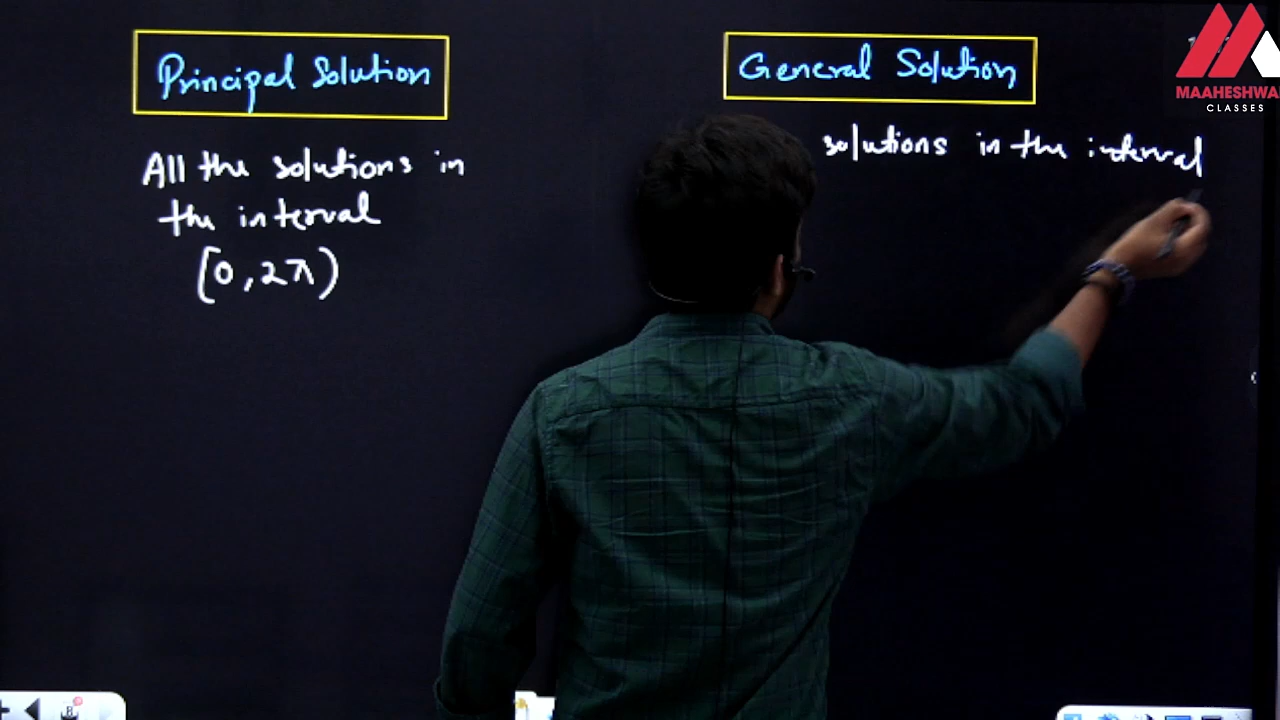 Principal Solution
All the solutions in
the interval
[0, 2π)
General Solution
solutions in the interval
MAAHESHWA
CLASSES